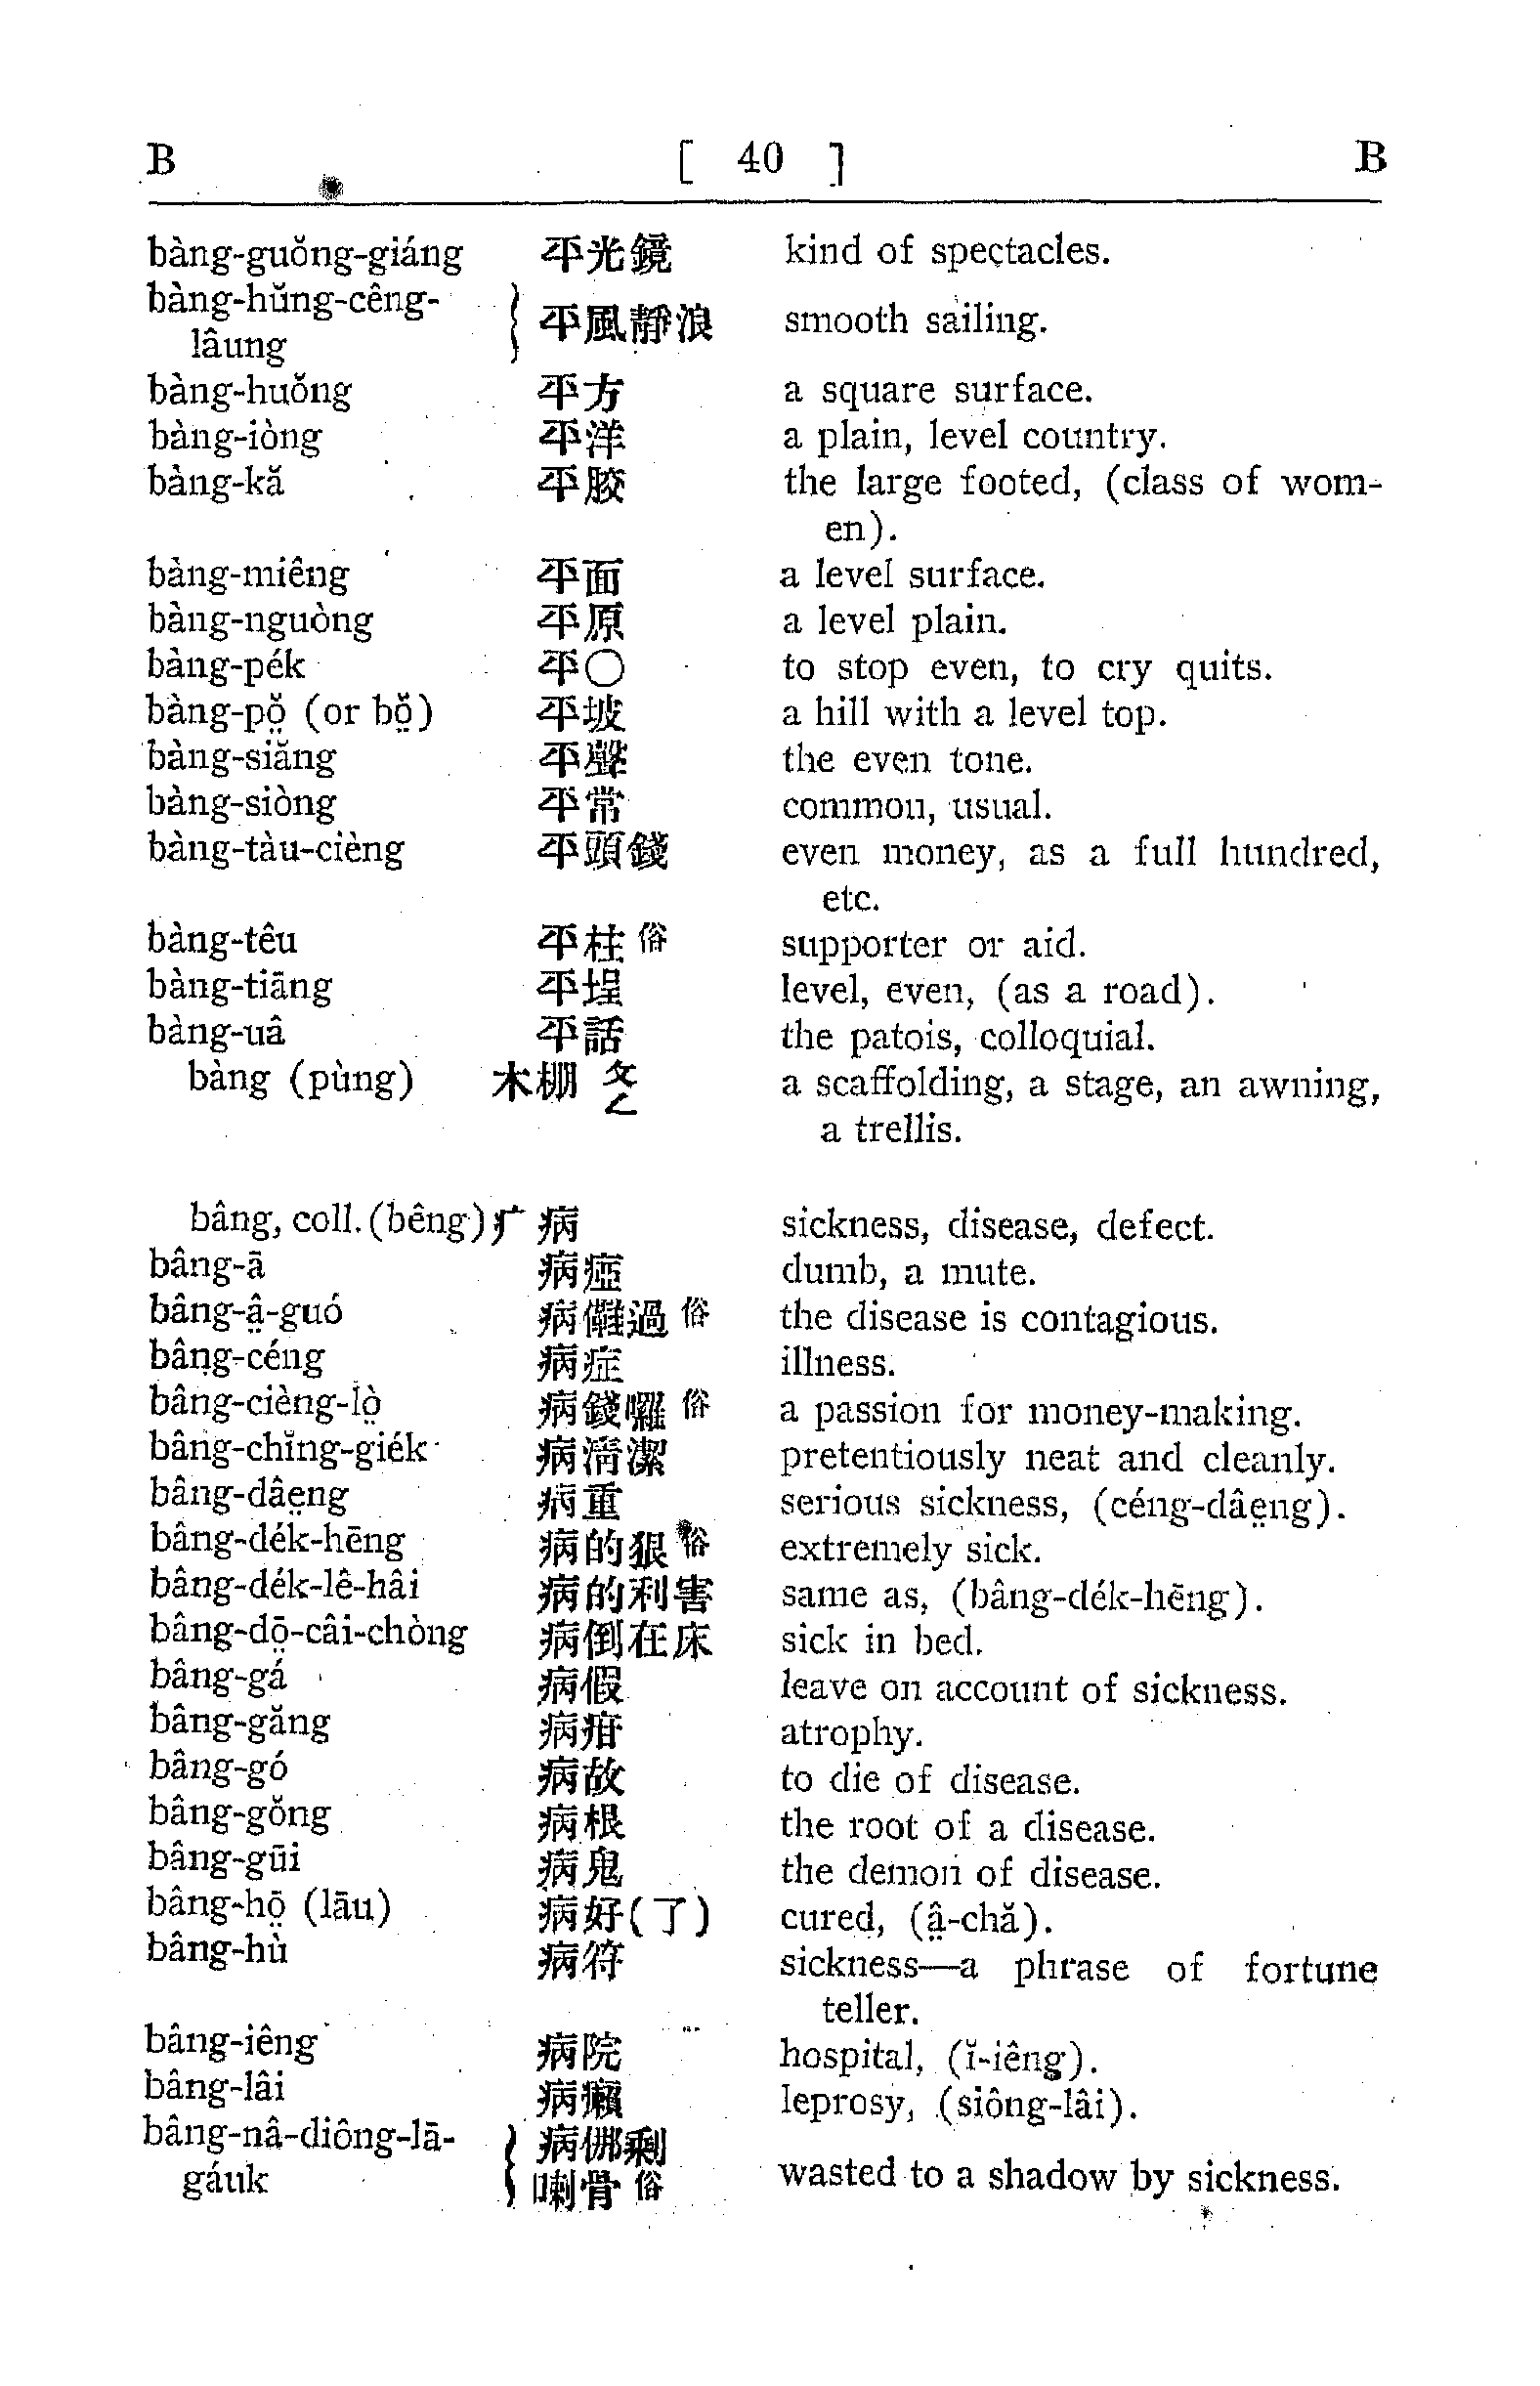 B [ 40 ] B
bàng-guŏng-giáng 平光鏡 kind of spectacles.
bàng-hŭng-cêng-
lâung 平風靜浪 smooth sailing.
bàng-huŏng 平方 a square surface.
bàng-iòng 平洋 a plain, level country.
bàng-kă 平胶 the large footed, (class of wom-
en).
bàng-miêng 平面 a level surface.
bàng-nguòng 平原 a level plain.
bàng-pék 平〇 to stop even, to cry quits.
bàng-pŏ̤ (or bŏ̤) 平坡 a hill with a level top.
bàng-siăng 平聲 the even tone.
bàng-siòng 平常 common, usual.
bàng-tàu-cièng 平頭錢 even money, as a full hundred,
etc.
bàng-têu 平柱俗 supporter or aid.
bàng-tiāng 平埕 level, even, (as a road).
bàng-uâ 平話 the patois, colloquial.
bàng (pùng) 木棚 ㄆㄥ a scaffolding, a stage, an awning,
a trellis.
bâng, coll. (bêng) 疒 病 sickness, disease, defect.
bâng-ā 病瘂 dumb, a mute.
bâng-â̤-guó 病過俗 the disease is contagious.
bâng-céng 病症 illness.
bâng-cièng-lò̤ 病錢囉俗 a passion for money-making.
bâng-chĭng-giék 病淸潔 pretentiously neat and cleanly.
bâng-dâe̤ng 病重 serious sickness, (céng-dâe̤ng).
bâng-dék-hēng 病的狠俗 extremely sick.
bâng-dék-lê-hâi 病的利害 same as, (bâng-dék-hēng).
bâng-dō̤-câi-chòng 病倒在床 sick in bed.
bâng-gá 病假 leave on account of sickness.
bâng-găng 病疳 atrophy.
bâng-gó 病故 to die of disease.
bâng-gŏng 病根 the root of a disease.
bâng-gūi 病鬼 the demon of disease.
bâng-hō̤ (lāu) 病好(了) cured, (â̤-chă).
bâng-hù 病符 sickness—a phrase of fortune
teller.
bâng-iêng 病院 hospital, (ĭ-iêng).
bâng-lâi 病癩 leprosy, (siông-lâi).
bâng-nâ-diông-lā- 病㑚剩
gáuk 喇骨俗 wasted to a shadow by sickness.